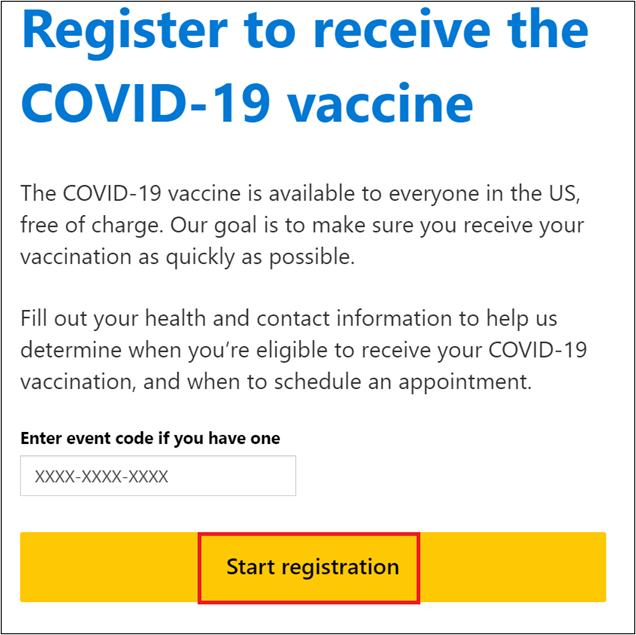 Register to receive the
COVID-19 vaccine
The COVID-19 vaccine is available to everyone in the US,
free of charge. Our goal is to make sure you receive your
vaccination as quickly as possible.
Fill out your health and contact information to help us
determine when you’re eligible to receive your COVID-19
vaccination, and when to schedule an appointment.
Enter event code if you have one
XXXX-XXXX-XXXX
Start registration